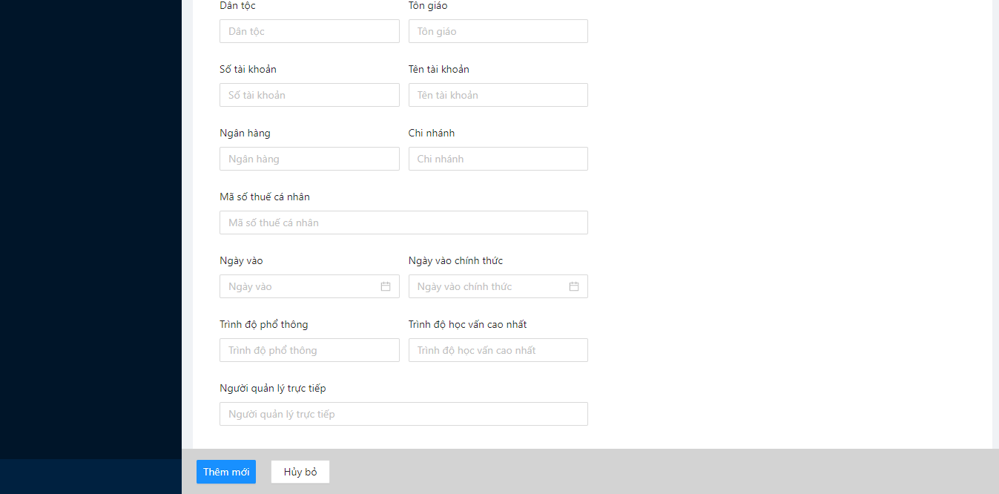 Dân tộc Tôn giáo
Dân tộc Tôn giáo
Số tài khoản Tên tài khoản
Số tài khoản Tên tài khoản
Ngân hàng Chi nhánh
Ngân hàng Chi nhánh
Mã số thuế cá nhân
Mã số thuế cá nhân
Ngày vào Ngày vào chính thức
Ngày vào Ngày vào chính thức
Trình độ phổ thông Trình độ học vấn cao nhất
Trình độ phổ thông Trình độ học vấn cao nhất
Người quản lý trực tiếp
Người quản lý trực tiếp
Thêm mới Hủy bỏ